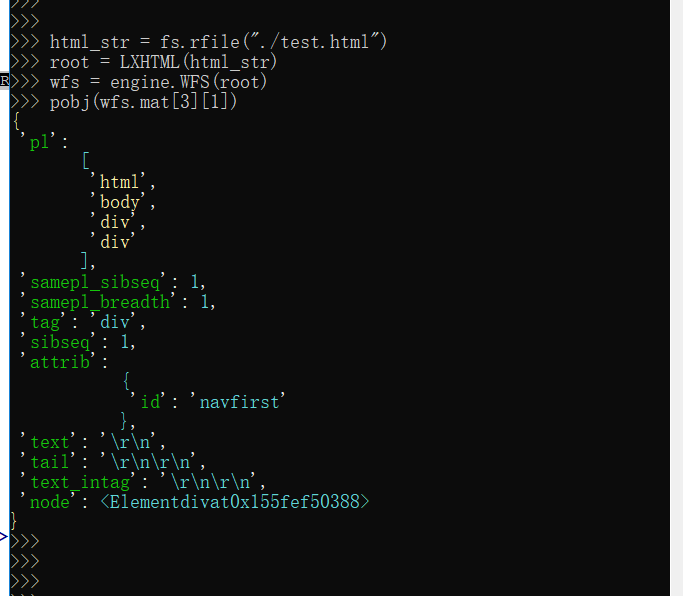 >>>
>>>
>>> html_str = fs.rfile("./test.html")
>>> root = LXHTML(html_str)
R>>> wfs = engine.WFS(root)
>>> pobj(wfs.mat[3][1])
{
'pl':
[
'html',
'body',
'div',
'div'
],
'samepl_sibseq': 1,
'samepl_breadth': 1,
'tag': 'div',
'sibseq': 1,
'attrib':
{
'id': 'navfirst'
},
'text': '\r\n',
'tail': '\r\n\r\n',
'text_intag': '\r\n\r\n',
'node': <Elementdivat0x155fef50388>
}
>>>
>>>
>>>